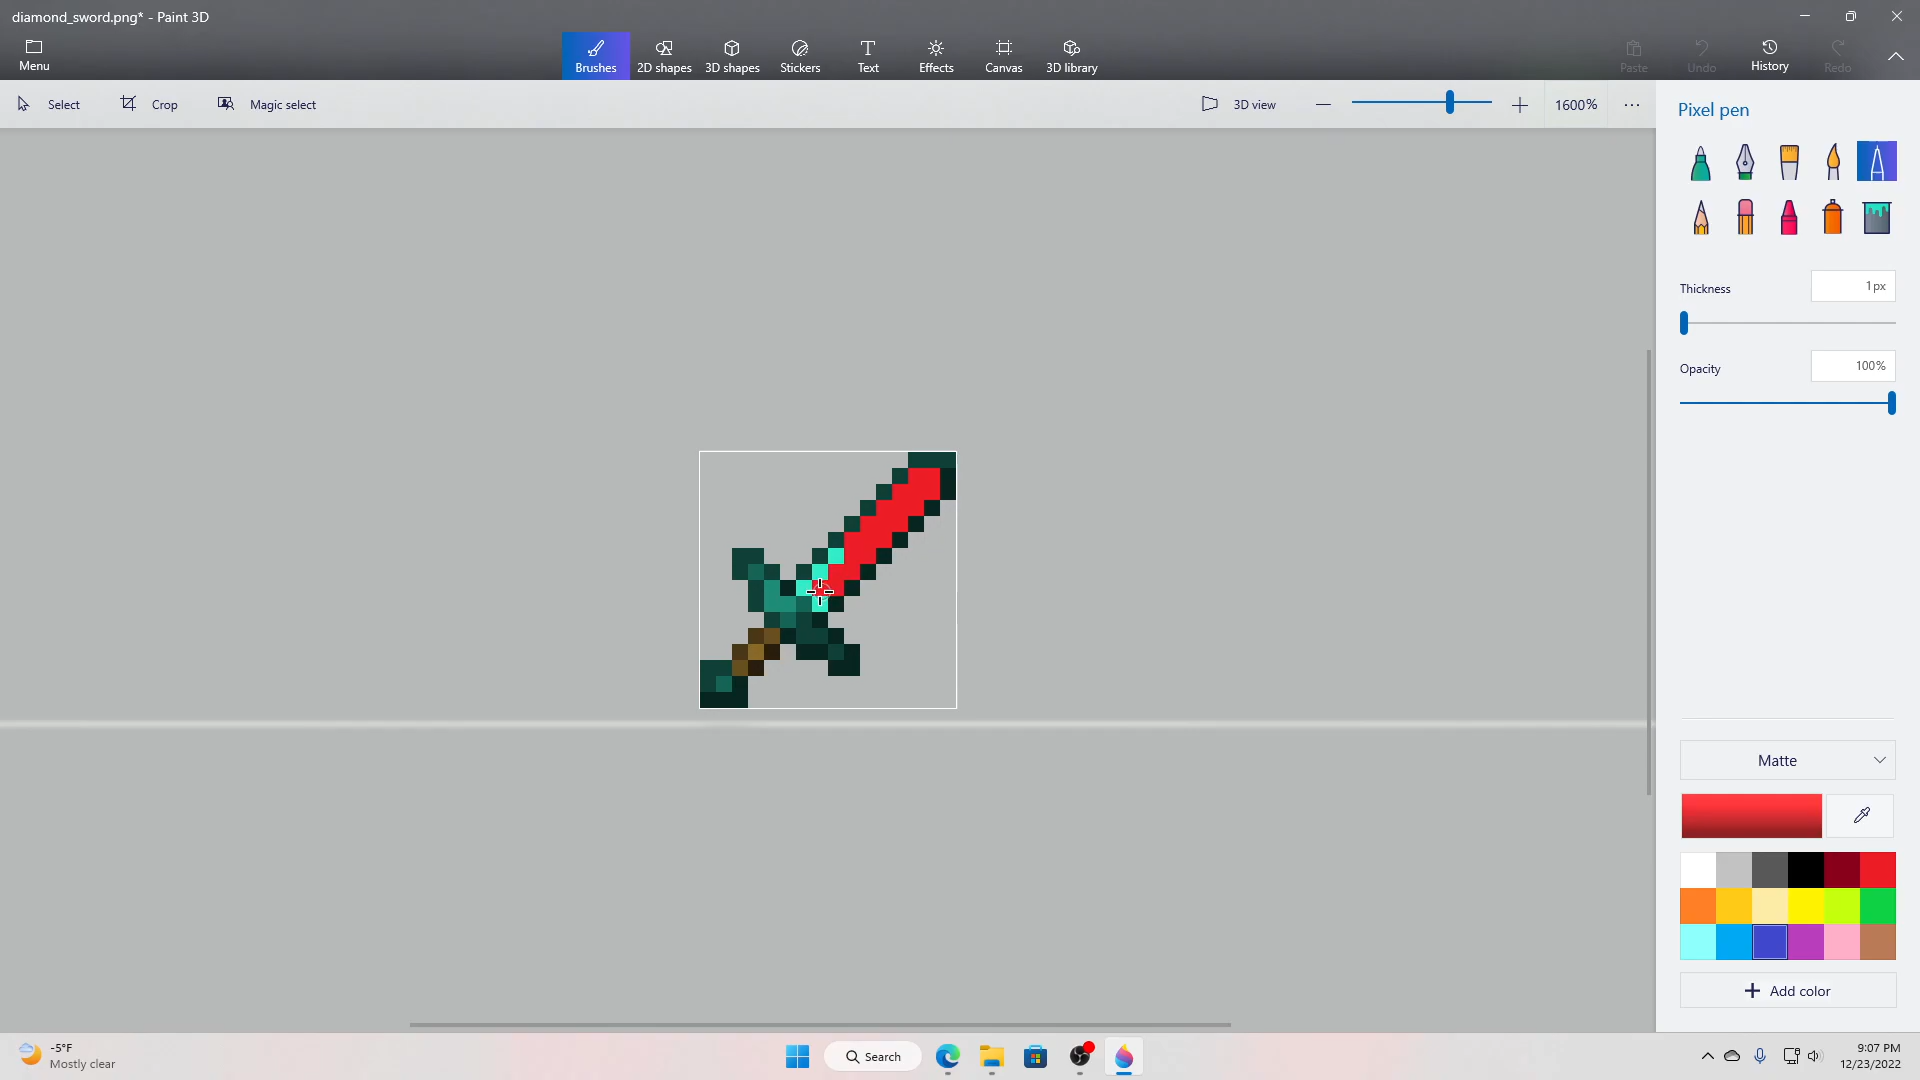 diamond_sword.png* - Paint 3D
Menu
Brushes
2D shapes
3D shapes
Stickers
Text
Effects
Canvas
3D library
Paste
Undo
History
Redo
Select
Crop
Magic select
3D view
1600%
Pixel pen
Thickness
1px
Opacity
100%
Matte
Add color
-5°F
Mostly clear
Search
9:07 PM
12/23/2022